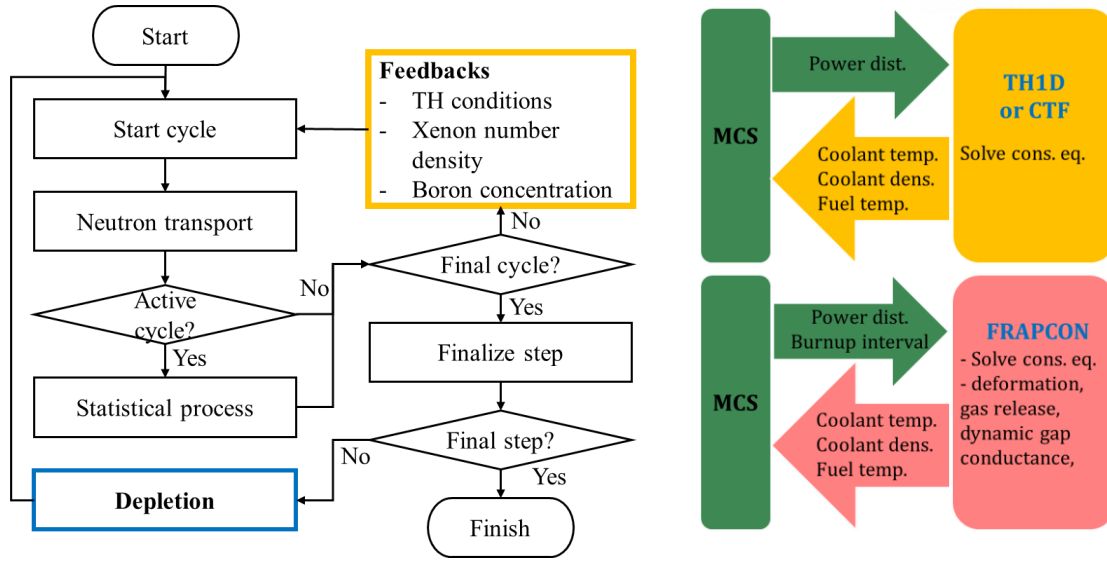 Start
Start cycle
Neutron transport
Active
cycle?
No
Yes
Statistical process
Depletion
Feedbacks
- TH conditions
- Xenon number
density
- Boron concentration
No
Final cycle?
Yes
Finalize step
Final step?
No
Yes
Finish
MCS
Power dist.
Coolant temp.
Coolant dens.
Fuel temp.
TH1D
or CTF
Solve cons. eq.
MCS
Power dist.
Burnup interval
Coolant temp.
Coolant dens.
Fuel temp.
FRAPCON
- Solve cons. eq.
- deformation,
gas release,
dynamic gap
conductance,